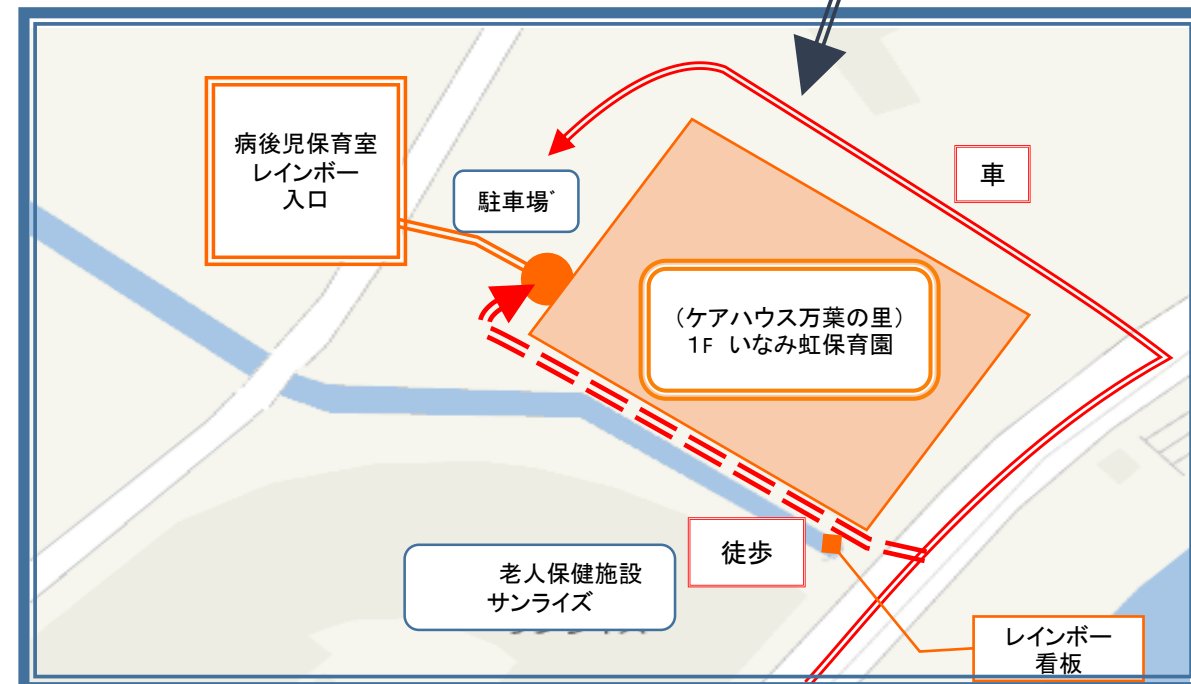 病後児保育室
レインボー
入口
駐車場゛
車
（ケアハウス万葉の里）
1F いなみ虹保育園
徒歩
老人保健施設
サンライズ
レインボー
看板